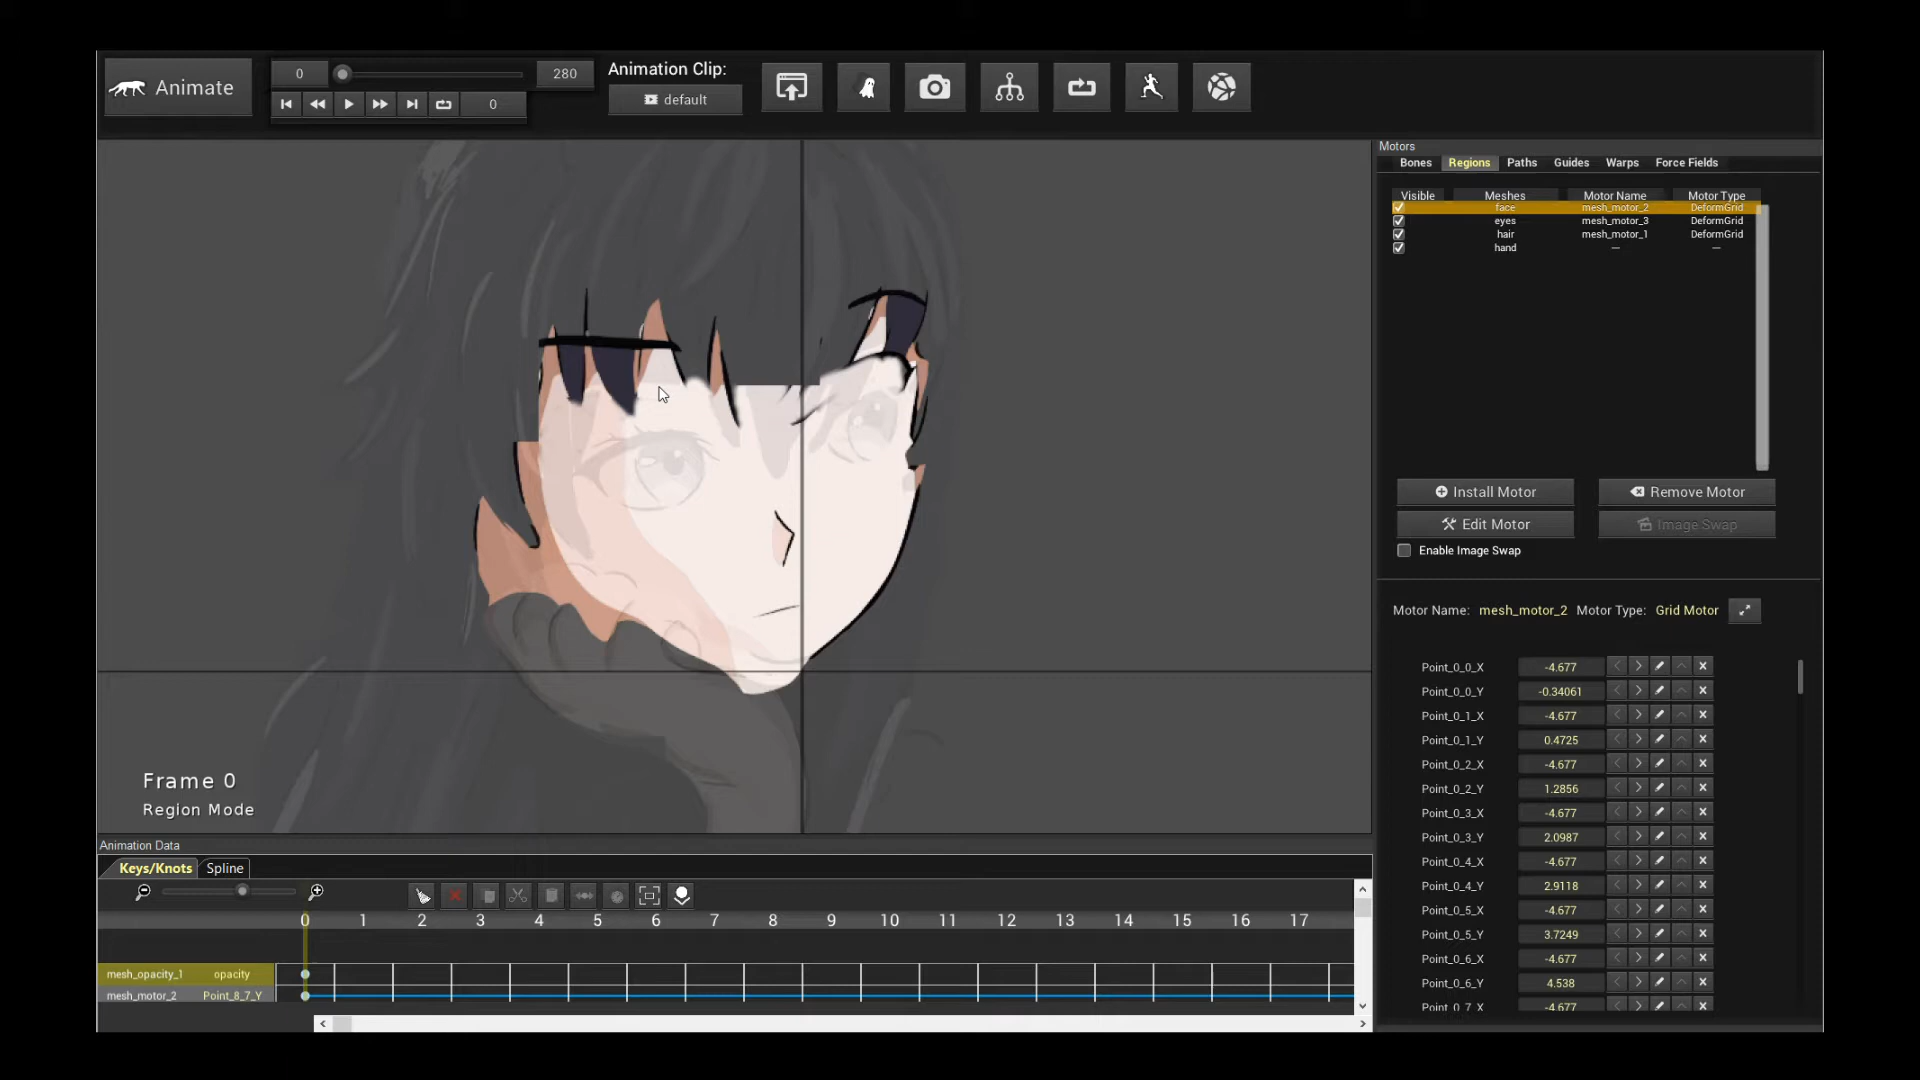 Animate
0
280
0
Animation Clip:
default
Motors
Bones Regions Paths Guides Warps Force Fields
Visible Meshes Motor Name Motor Type
face mesh_motor_2 DeformGrid
eyes mesh_motor_3 DeformGrid
hair mesh_motor_1 DeformGrid
hand — —
Install Motor Remove Motor
Edit Motor Image Swap
Enable Image Swap
Motor Name: mesh_motor_2 Motor Type: Grid Motor
Point_0_0_X -4.677
Point_0_0_Y -0.34061
Point_0_1_X -4.677
Point_0_1_Y 0.4725
Point_0_2_X -4.677
Point_0_2_Y 1.2856
Point_0_3_X -4.677
Point_0_3_Y 2.0987
Point_0_4_X -4.677
Point_0_4_Y 2.9118
Point_0_5_X -4.677
Point_0_5_Y 3.7249
Point_0_6_X -4.677
Point_0_6_Y 4.538
Point_0_7_X -4.677
Frame 0
Region Mode
Animation Data
Keys/Knots Spline
0 1 2 3 4 5 6 7 8 9 10 11 12 13 14 15 16 17
mesh_opacity_1 opacity
mesh_motor_2 Point_8_7_Y